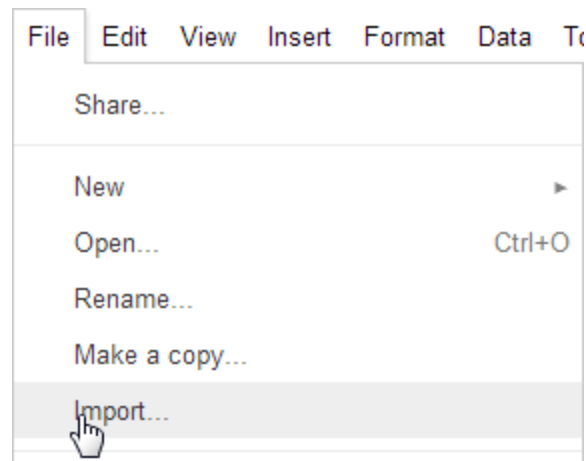 File Edit View Insert Format Data To
Share...
New ►
Open... Ctrl+O
Rename...
Make a copy...
Import...